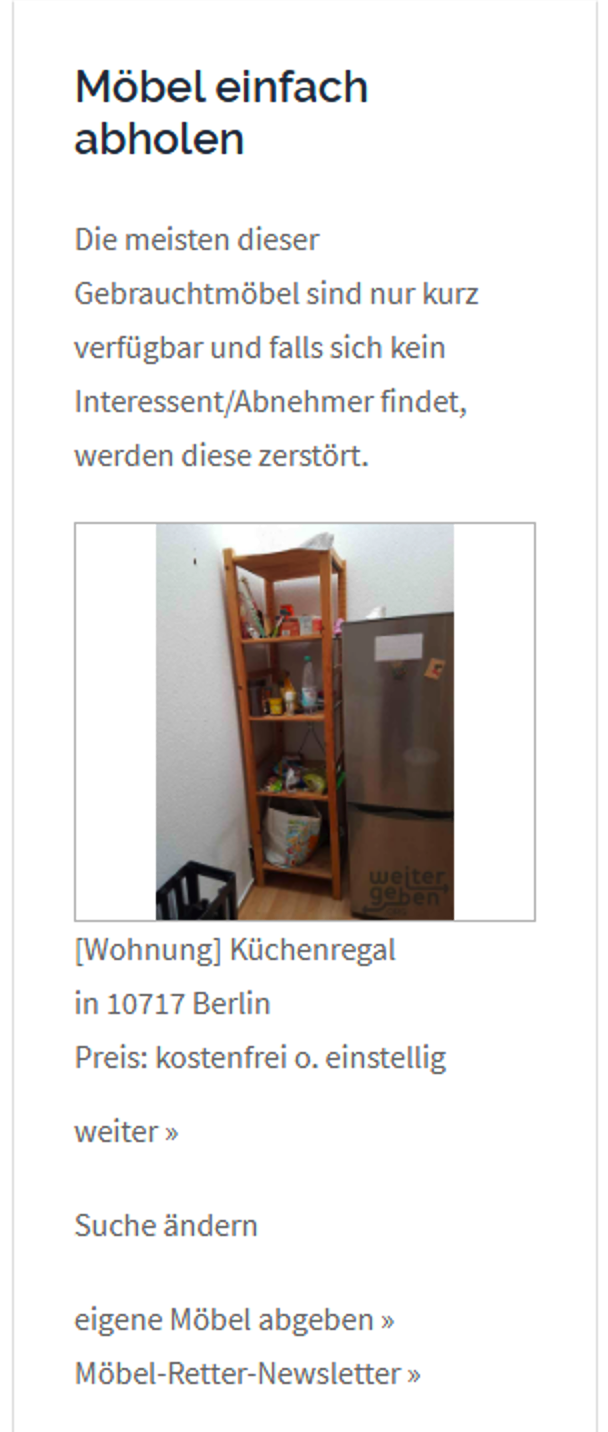 Möbel einfach
abholen
Die meisten dieser
Gebrauchtmöbel sind nur kurz
verfügbar und falls sich kein
Interessent/Abnehmer findet,
werden diese zerstört.
weiter
geben
[Wohnung] Küchenregal
in 10717 Berlin
Preis: kostenfrei o. einstellig
weiter »
Suche ändern
eigene Möbel abgeben »
Möbel-Retter-Newsletter »